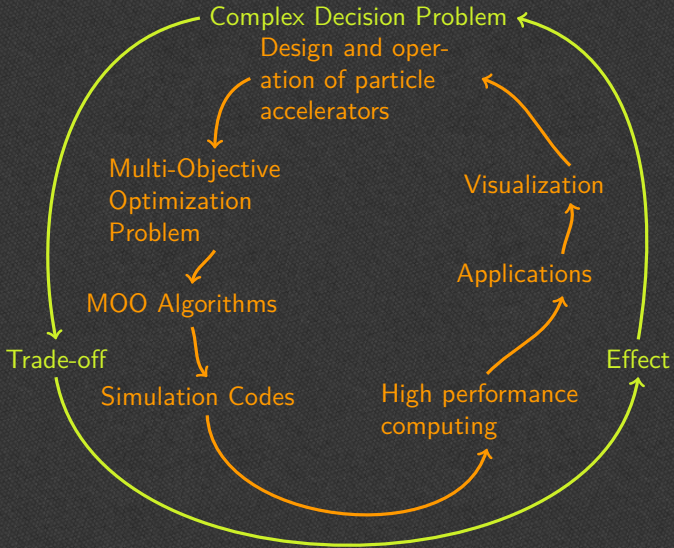 Complex Decision Problem
Design and oper-
ation of particle
accelerators
Multi-Objective
Optimization
Problem
Visualization
MOO Algorithms
Applications
Trade-off
Effect
Simulation Codes
High performance
computing